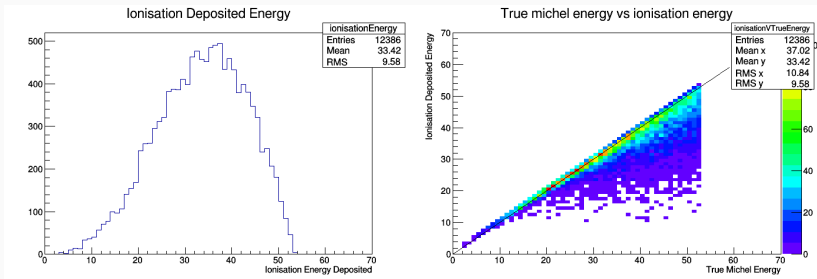 Ionisation Deposited Energy
ionisationEnergy
Entries 12386
Mean 33.42
RMS 9.58
500
400
300
200
100
0
0 10 20 30 40 50 60 70
Ionisation Energy Deposited
True michel energy vs ionisation energy
ionisationVTrueEnergy
Entries 12386
Mean x 37.02
Mean y 33.42
RMS x 10.84
RMS y 9.58
Ionisation Deposited Energy
70
60
50
40
30
20
10
0
0 10 20 30 40 50 60 70
True Michel Energy
60
40
20
0